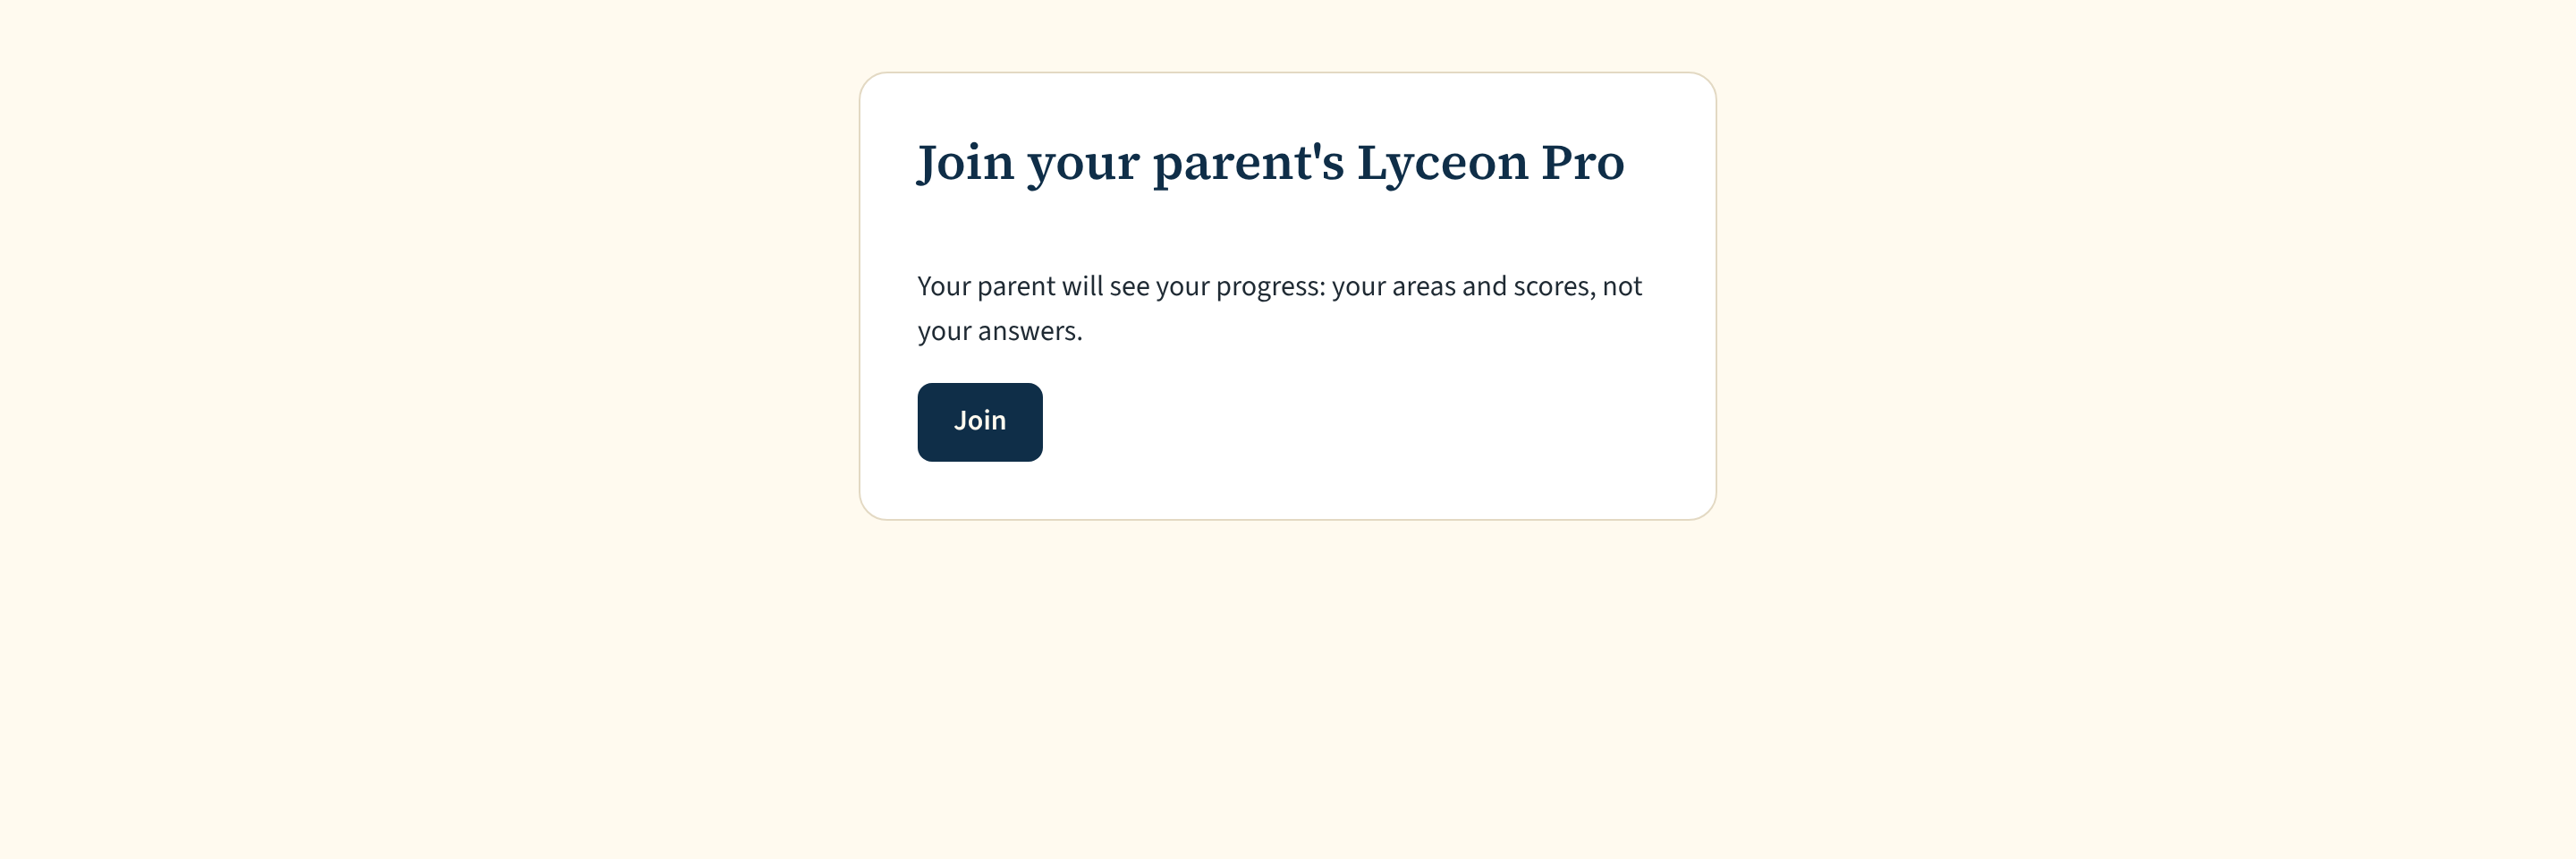 Join your parent's Lyceon Pro
Your parent will see your progress: your areas and scores, not
your answers.
Join